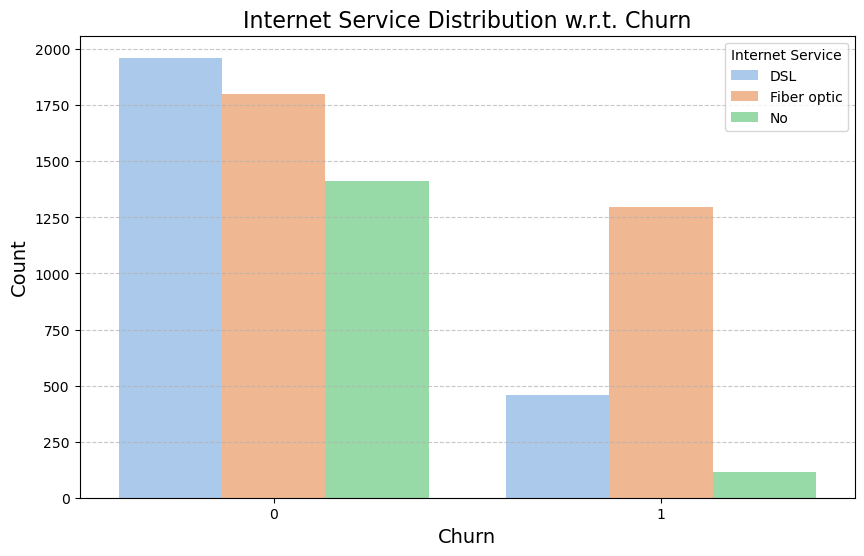 Internet Service Distribution w.r.t. Churn
Count
2000
1750
1500
1250
1000
750
500
250
0
Internet Service
DSL
Fiber optic
No
0
1
Churn